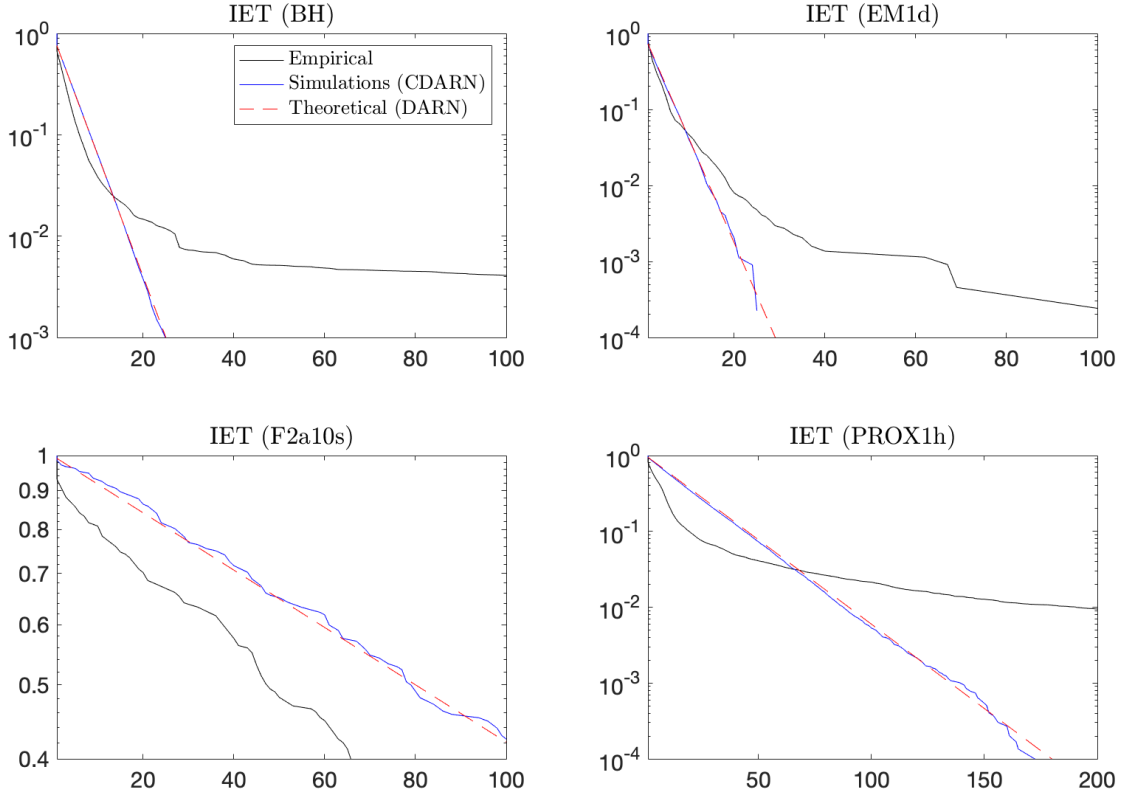 IET (BH)
10^0
10^-1
10^-2
10^-3
20 40 60 80 100
Empirical
Simulations (CDARN)
Theoretical (DARN)
IET (EM1d)
10^0
10^-1
10^-2
10^-3
10^-4
20 40 60 80 100
IET (F2a10s)
1
0.9
0.8
0.7
0.6
0.5
0.4
20 40 60 80 100
IET (PROX1h)
10^0
10^-1
10^-2
10^-3
10^-4
50 100 150 200